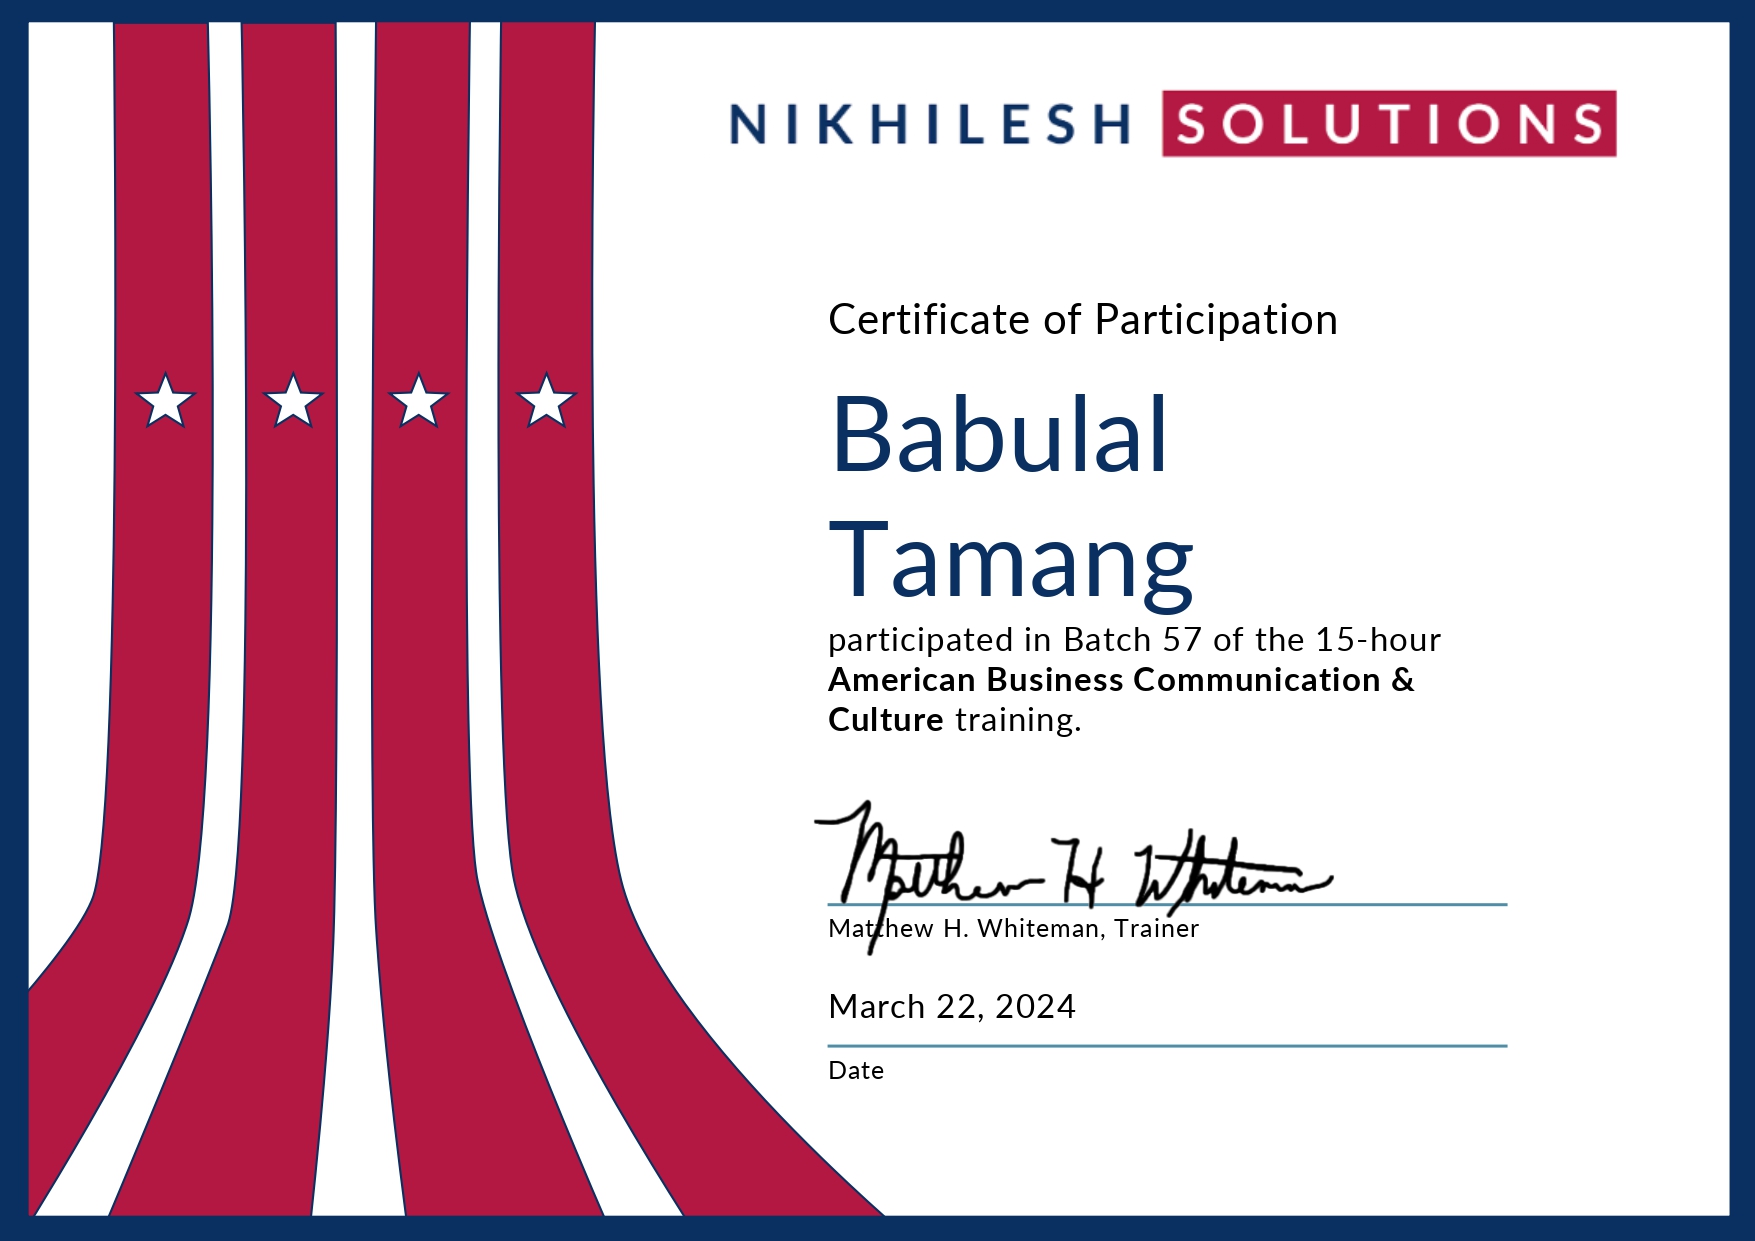 NIKHILESH SOLUTIONS
Certificate of Participation
Babulal
Tamang
participated in Batch 57 of the 15-hour
American Business Communication &
Culture training.
Matthew H Whiteman
Matthew H. Whiteman, Trainer
March 22, 2024
Date